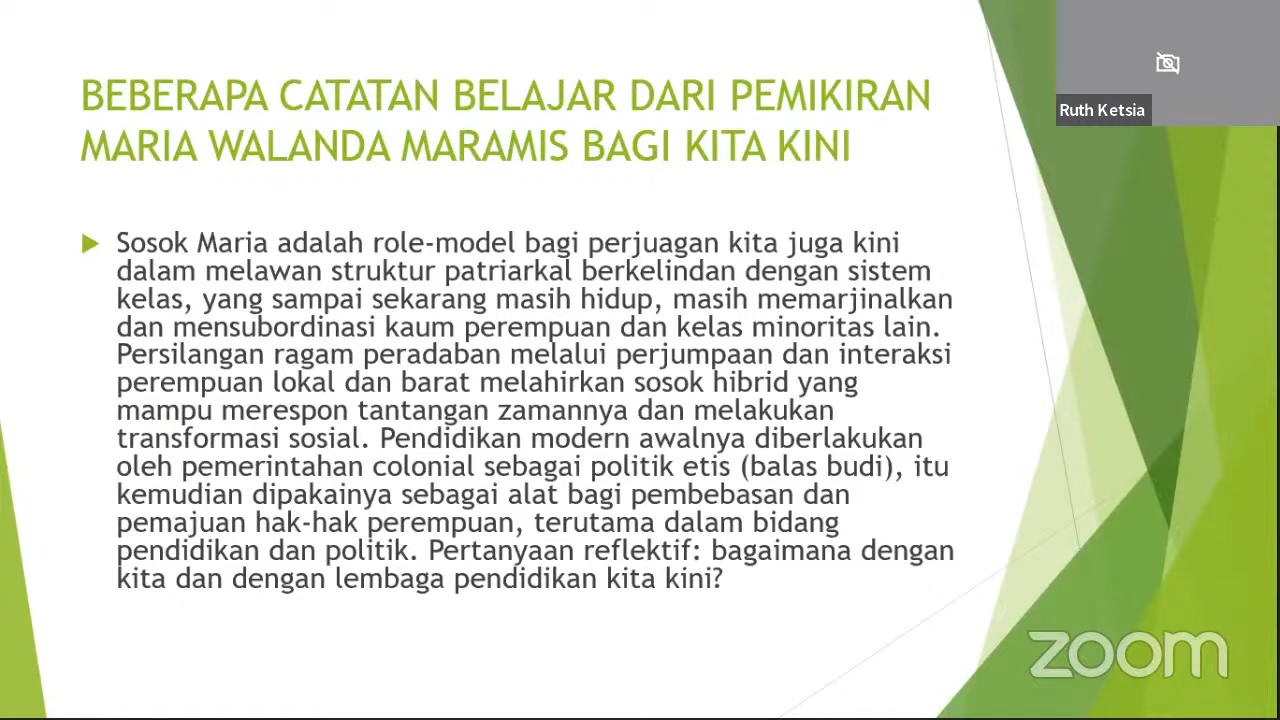 BEBERAPA CATATAN BELAJAR DARI PEMIKIRAN
MARIA WALANDA MARAMIS BAGI KITA KINI
Ruth Ketsia
Sosok Maria adalah role-model bagi perjuagan kita juga kini
dalam melawan struktur patriarkal berkelindan dengan sistem
kelas, yang sampai sekarang masih hidup, masih memarjinalkan
dan mensubordinasi kaum perempuan dan kelas minoritas lain.
Persilangan ragam peradaban melalui perjumpaan dan interaksi
perempuan lokal dan barat melahirkan sosok hibrid yang
mampu merespon tantangan zamannya dan melakukan
transformasi sosial. Pendidikan modern awalnya diberlakukan
oleh pemerintahan colonial sebagai politik etis (balas budi), itu
kemudian dipakainya sebagai alat bagi pembebasan dan
pemajuan hak-hak perempuan, terutama dalam bidang
pendidikan dan politik. Pertanyaan reflektif: bagaimana dengan
kita dan dengan lembaga pendidikan kita kini?
zoom